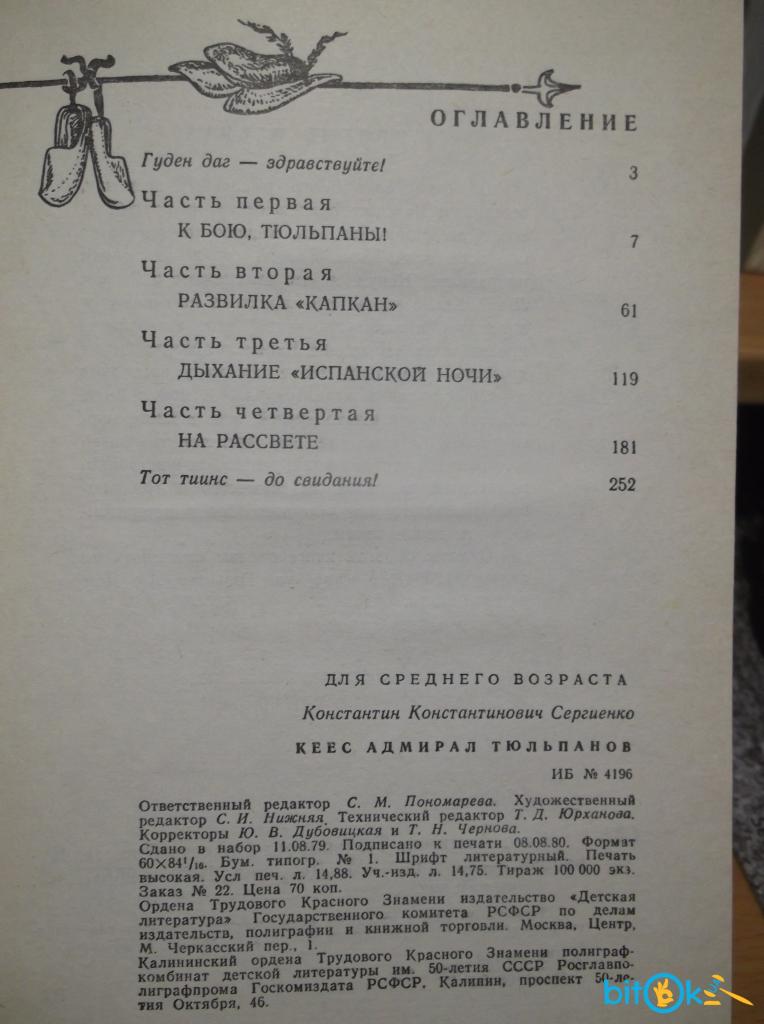 ОГЛАВЛЕНИЕ
Гуден даг — здравствуйте! 3
Часть первая
К БОЮ, ТЮЛЬПАНЫ! 7
Часть вторая
РАЗВИЛКА «КАПКАН» 61
Часть третья
ДЫХАНИЕ «ИСПАНСКОЙ НОЧИ» 119
Часть четвертая
НА РАССВЕТЕ 181
Тот тиинс — до свидания! 252
ДЛЯ СРЕДНЕГО ВОЗРАСТА
Константин Константинович Сергиенко
КЕЕС АДМИРАЛ ТЮЛЬПАНОВ
ИБ № 4196
Ответственный редактор С. М. Пономарева. Художественный
редактор С. И. Нижняя. Технический редактор Т. Д. Юрханова.
Корректоры Ю. В. Дубовицкая и Т. Н. Чернова.
Сдано в набор 11.08.79. Подписано к печати 08.08.80. Формат
60×84¹/₁₆. Бум. типогр. № 1. Шрифт литературный. Печать
высокая. Усл печ. л. 14,88. Уч.-изд. л. 14,75. Тираж 100 000 экз.
Заказ № 22. Цена 70 коп.
Ордена Трудового Красного Знамени издательство «Детская
литература» Государственного комитета РСФСР по делам
издательств, полиграфии и книжной торговли. Москва, Центр,
М. Черкасский пер., 1.
Калининский ордена Трудового Красного Знамени полиграф-
комбинат детской литературы им. 50-летия СССР Росглавпо-
лиграфпрома Госкомиздата РСФСР. Калинин, проспект 50-ле-
тия Октября, 46.
bitOk